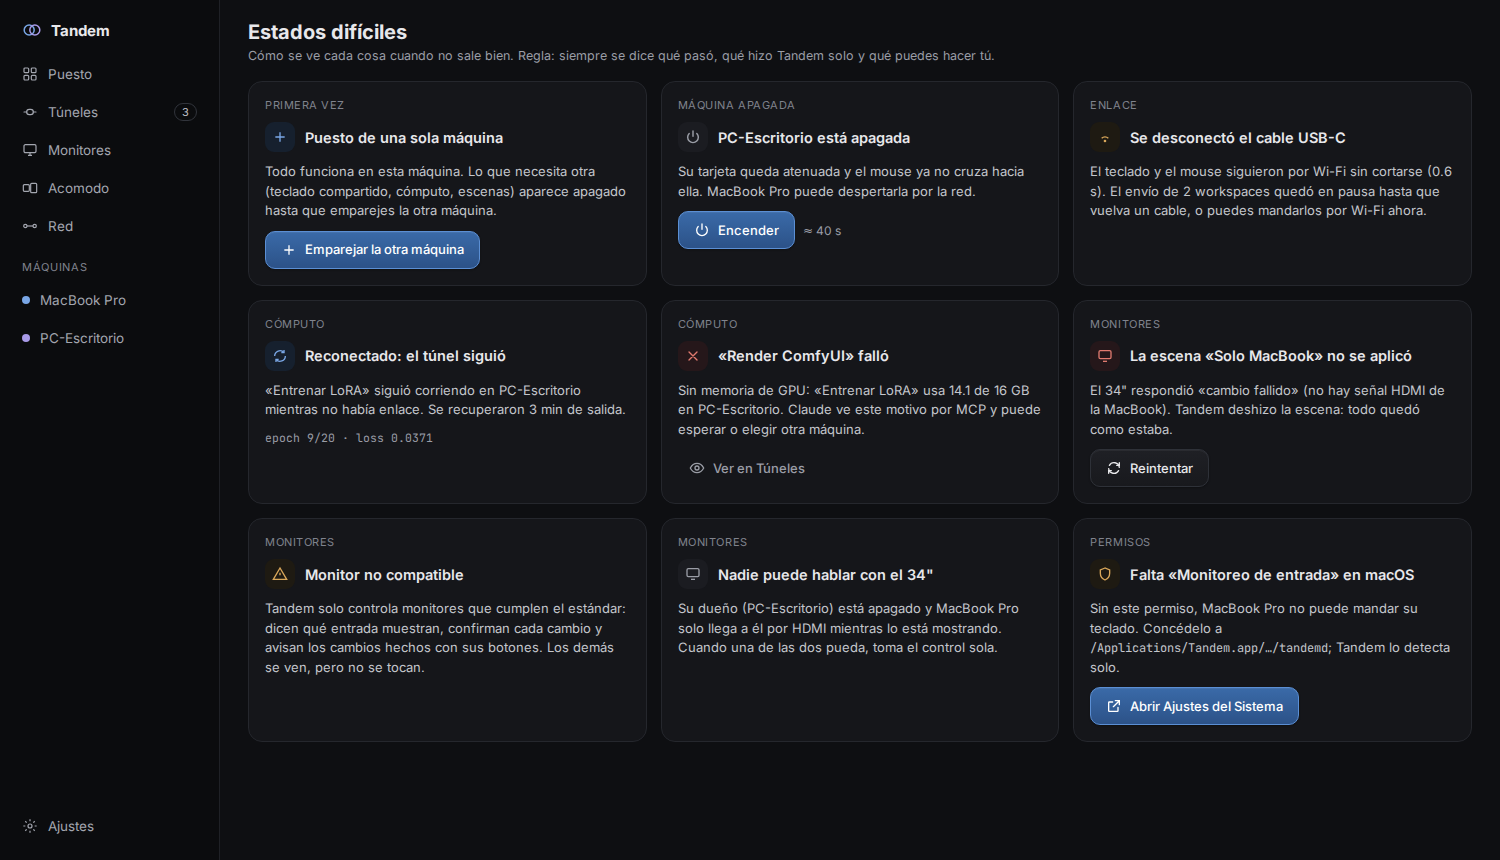 Tandem
Puesto
Túneles
3
Monitores
Acomodo
Red
MÁQUINAS
MacBook Pro
PC-Escritorio
Ajustes
Estados difíciles
Cómo se ve cada cosa cuando no sale bien. Regla: siempre se dice qué pasó, qué hizo Tandem solo y qué puedes hacer tú.
PRIMERA VEZ
Puesto de una sola máquina
Todo funciona en esta máquina. Lo que necesita otra
(teclado compartido, cómputo, escenas) aparece apagado
hasta que emparejes la otra máquina.
Emparejar la otra máquina
MÁQUINA APAGADA
PC-Escritorio está apagada
Su tarjeta queda atenuada y el mouse ya no cruza hacia
ella. MacBook Pro puede despertarla por la red.
Encender
≈ 40 s
ENLACE
Se desconectó el cable USB-C
El teclado y el mouse siguieron por Wi-Fi sin cortarse (0.6
s). El envío de 2 workspaces quedó en pausa hasta que
vuelva un cable, o puedes mandarlos por Wi-Fi ahora.
CÓMPUTO
Reconectado: el túnel siguió
«Entrenar LoRA» siguió corriendo en PC-Escritorio
mientras no había enlace. Se recuperaron 3 min de salida.
epoch 9/20 · loss 0.0371
CÓMPUTO
«Render ComfyUI» falló
Sin memoria de GPU: «Entrenar LoRA» usa 14.1 de 16 GB
en PC-Escritorio. Claude ve este motivo por MCP y puede
esperar o elegir otra máquina.
Ver en Túneles
MONITORES
La escena «Solo MacBook» no se aplicó
El 34" respondió «cambio fallido» (no hay señal HDMI de
la MacBook). Tandem deshizo la escena: todo quedó
como estaba.
Reintentar
MONITORES
Monitor no compatible
Tandem solo controla monitores que cumplen el estándar:
dicen qué entrada muestran, confirman cada cambio y
avisan los cambios hechos con sus botones. Los demás
se ven, pero no se tocan.
MONITORES
Nadie puede hablar con el 34"
Su dueño (PC-Escritorio) está apagado y MacBook Pro
solo llega a él por HDMI mientras lo está mostrando.
Cuando una de las dos pueda, toma el control sola.
PERMISOS
Falta «Monitoreo de entrada» en macOS
Sin este permiso, MacBook Pro no puede mandar su
teclado. Concédelo a
/Applications/Tandem.app/…/tandemd; Tandem lo detecta
solo.
Abrir Ajustes del Sistema